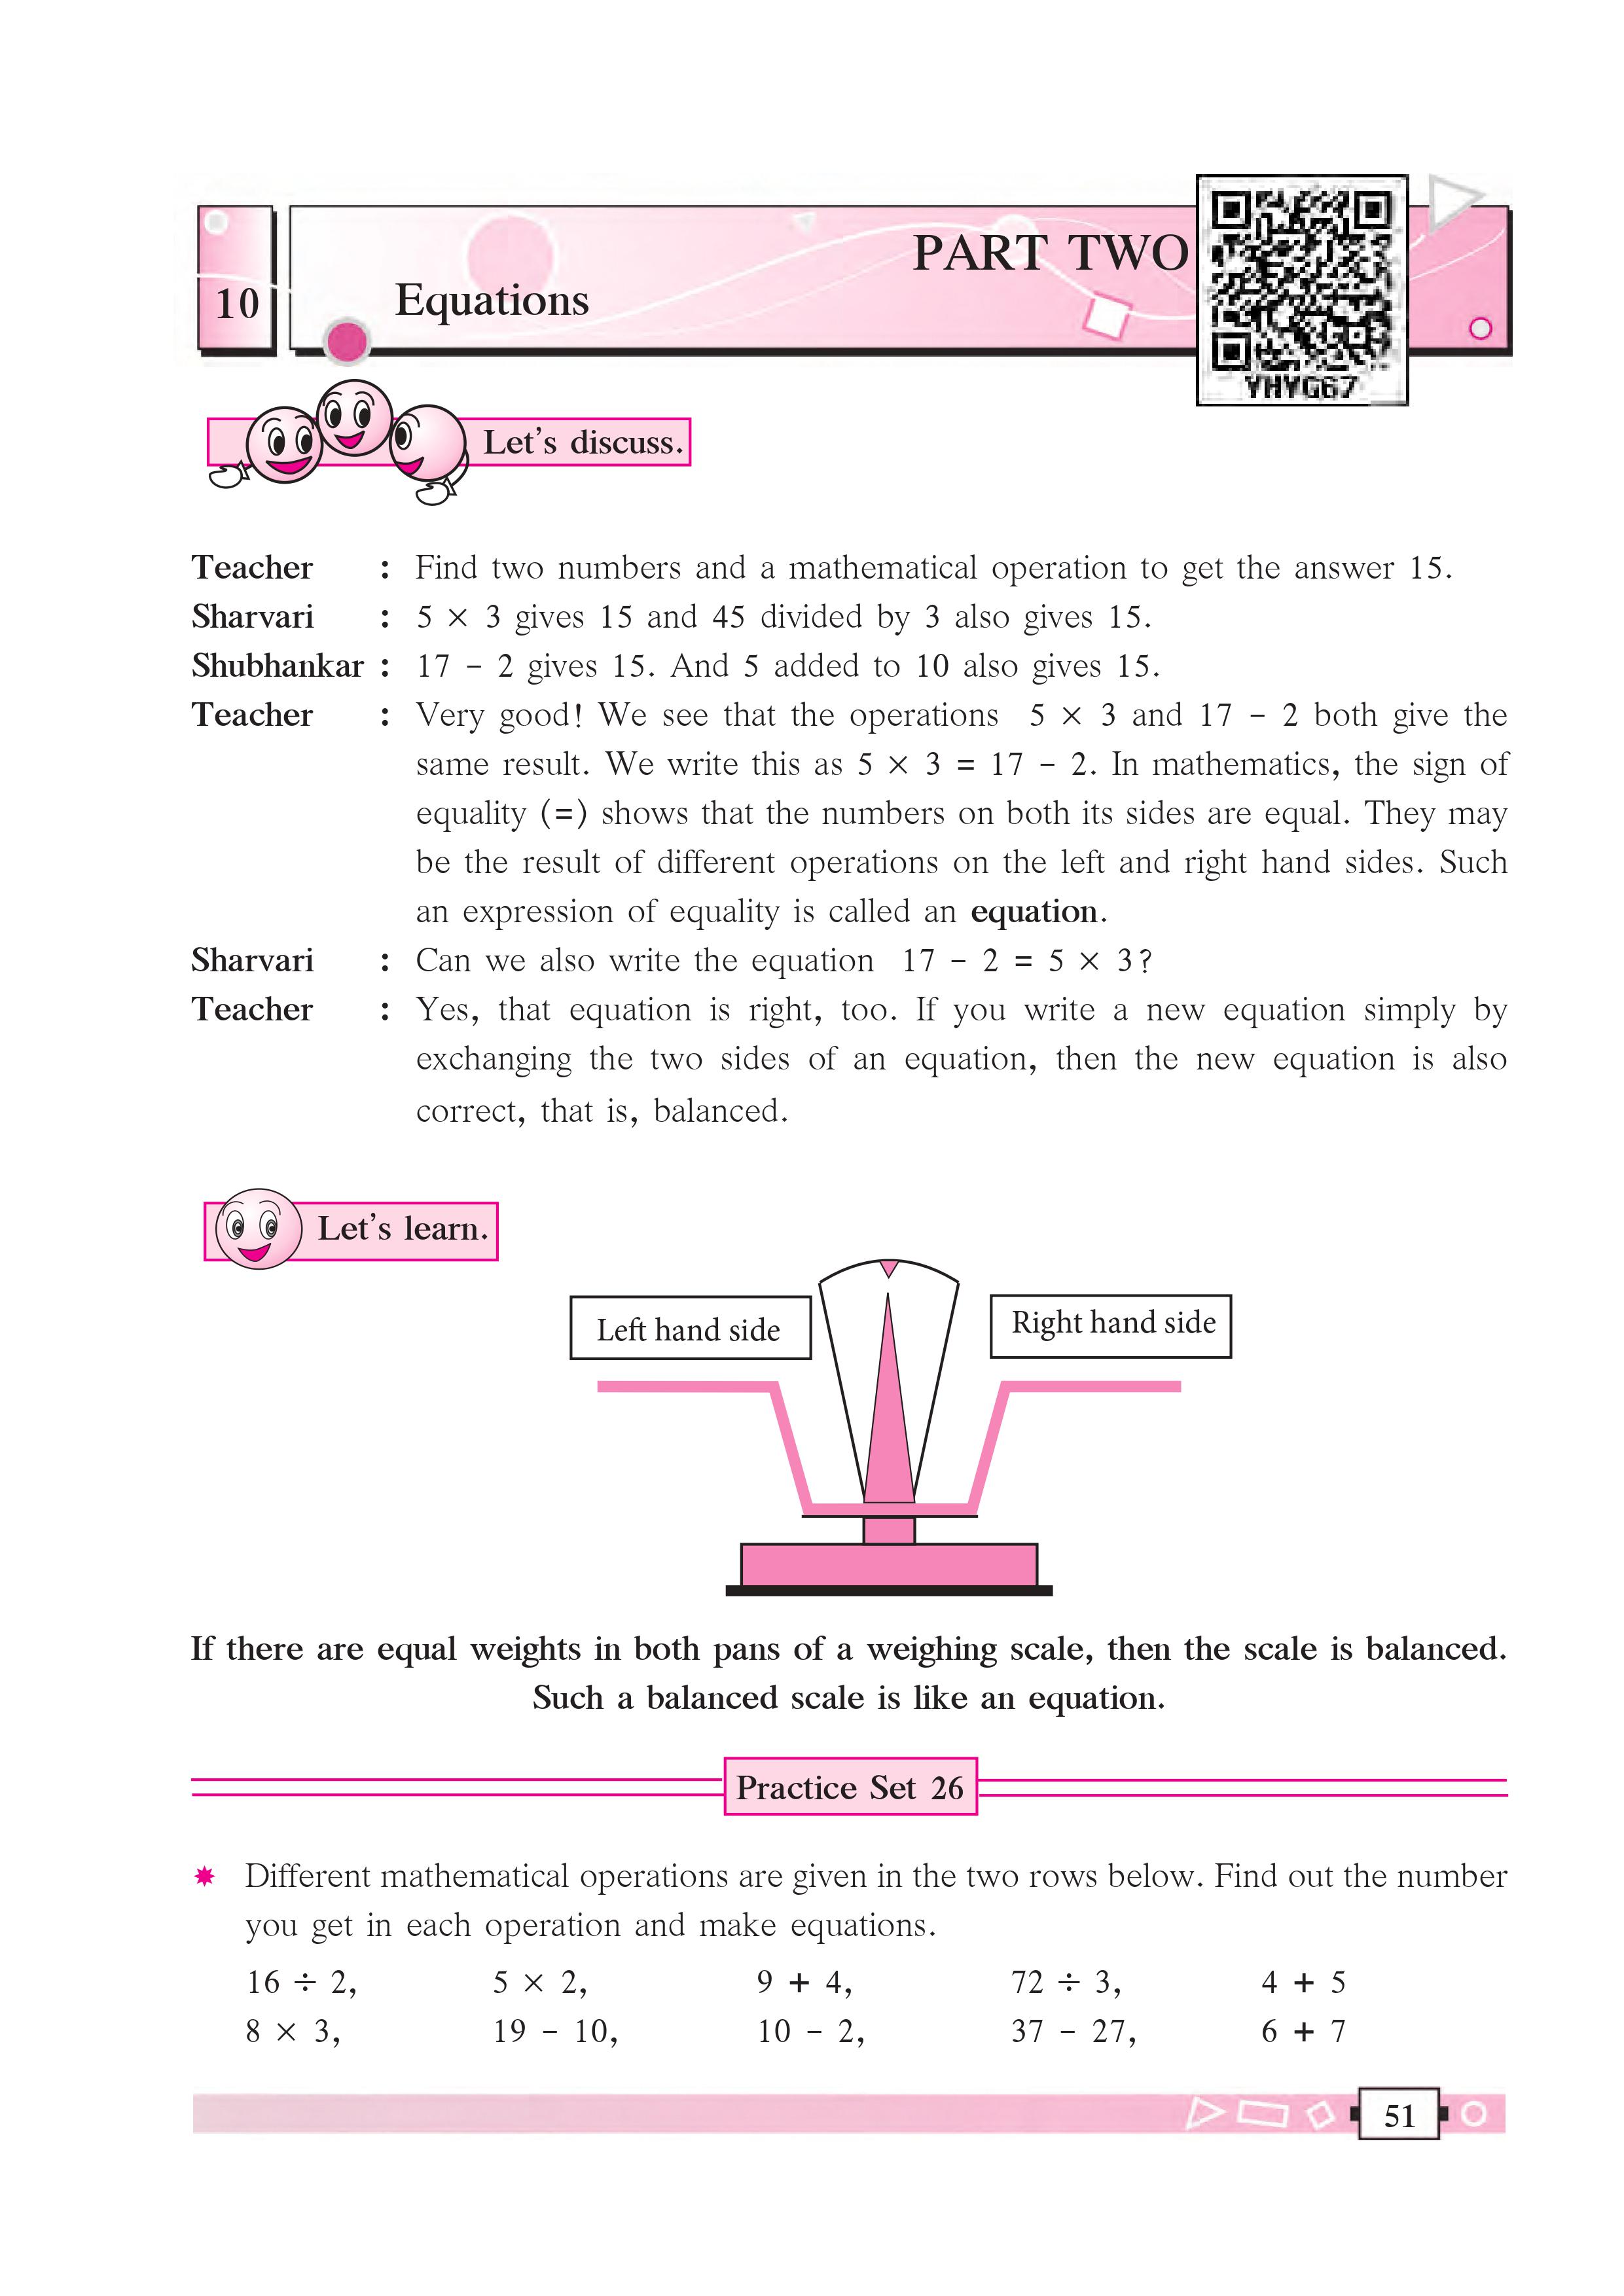 PART TWO
10
Equations
YHYG67
Let's discuss.
Teacher : Find two numbers and a mathematical operation to get the answer 15.
Sharvari : 5 × 3 gives 15 and 45 divided by 3 also gives 15.
Shubhankar : 17 - 2 gives 15. And 5 added to 10 also gives 15.
Teacher : Very good! We see that the operations 5 × 3 and 17 - 2 both give the
same result. We write this as 5 × 3 = 17 - 2. In mathematics, the sign of
equality (=) shows that the numbers on both its sides are equal. They may
be the result of different operations on the left and right hand sides. Such
an expression of equality is called an equation.
Sharvari : Can we also write the equation 17 - 2 = 5 × 3?
Teacher : Yes, that equation is right, too. If you write a new equation simply by
exchanging the two sides of an equation, then the new equation is also
correct, that is, balanced.
Let's learn.
Left hand side
Right hand side
If there are equal weights in both pans of a weighing scale, then the scale is balanced.
Such a balanced scale is like an equation.
Practice Set 26
Different mathematical operations are given in the two rows below. Find out the number
you get in each operation and make equations.
16 ÷ 2, 5 × 2, 9 + 4, 72 ÷ 3, 4 + 5
8 × 3, 19 - 10, 10 - 2, 37 - 27, 6 + 7
51